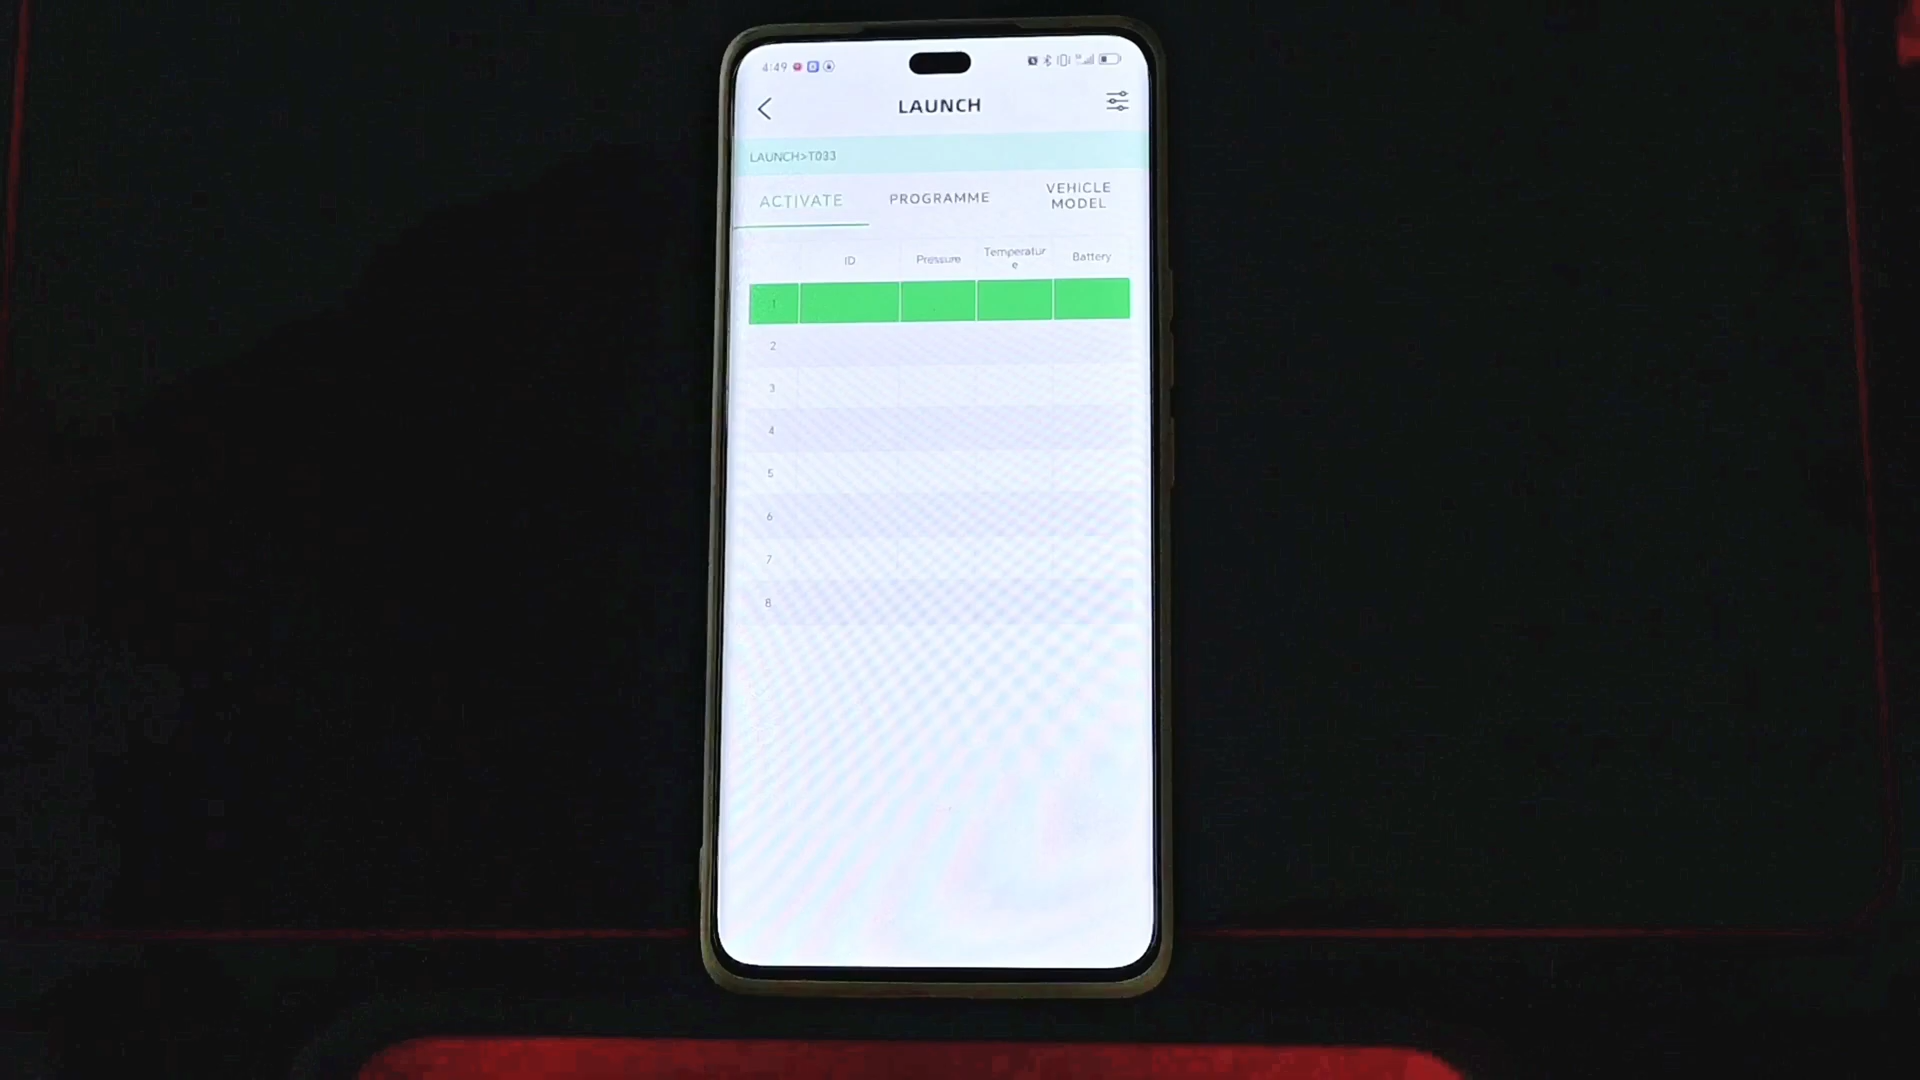 4:49
LAUNCH
LAUNCH>T033
ACTIVATE PROGRAMME VEHICLE MODEL
ID Pressure Temperature Battery
1
2
3
4
5
6
7
8